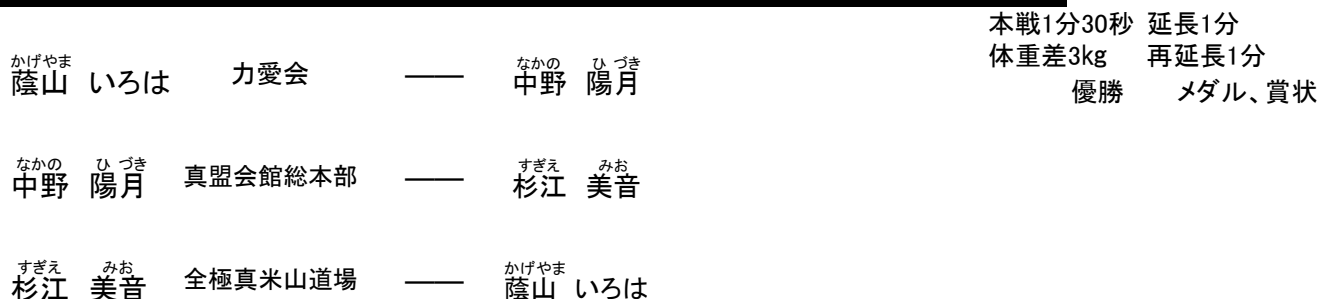 本戦1分30秒 延長1分
体重差3kg 再延長1分
優勝 メダル、賞状
かげやま なかの ひ づき
蔭山 いろは 力愛会 —— 中野 陽月
なかの ひ づき すぎえ みお
中野 陽月 真盟会館総本部 —— 杉江 美音
すぎえ みお かげやま
杉江 美音 全極真米山道場 —— 蔭山 いろは